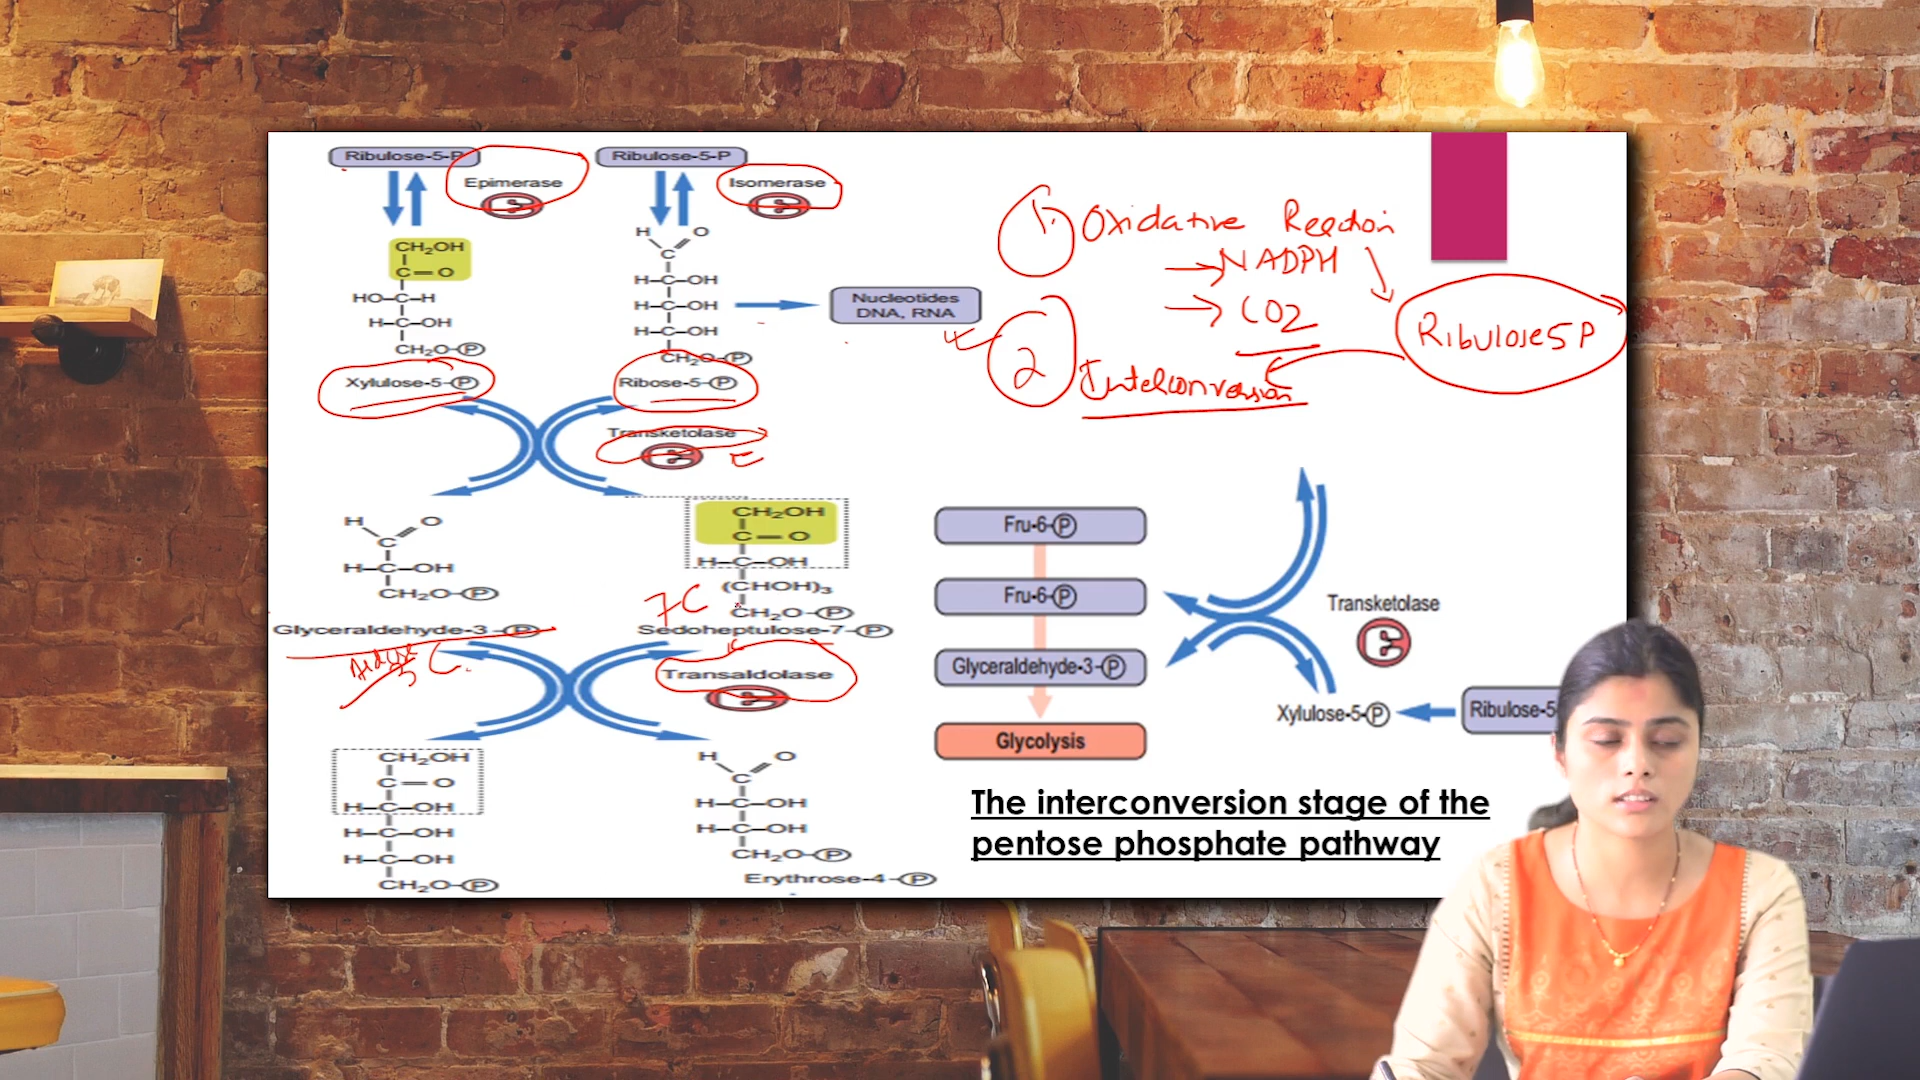 Ribulose-5-P
Epimerase
Ribulose-5-P
Isomerase
CH₂OH
C=O
HO-C-H
H-C-OH
CH₂O-P
Xylulose-5-P
H O
C
H-C-OH
H-C-OH
H-C-OH
CH₂O-P
Ribose-5-P
Nucleotides
DNA, RNA
Transketolase
E
H O
C
H-C-OH
CH₂O-P
Glyceraldehyde-3-P
CH₂OH
C=O
H-C-OH
(CHOH)₃
CH₂O-P
7C
Sedoheptulose-7-P
C.
Transaldolase
CH₂OH
C=O
H-C-OH
H-C-OH
H-C-OH
CH₂O-P
H O
C
H-C-OH
H-C-OH
CH₂O-P
Erythrose-4-P
1. Oxidative Reaction
→NADPH
→ CO2
Ribulose5P
2 Interconversion
Fru-6-P
Fru-6-P
Glyceraldehyde-3-P
Glycolysis
Transketolase
Xylulose-5-P
Ribulose-5
The interconversion stage of the
pentose phosphate pathway